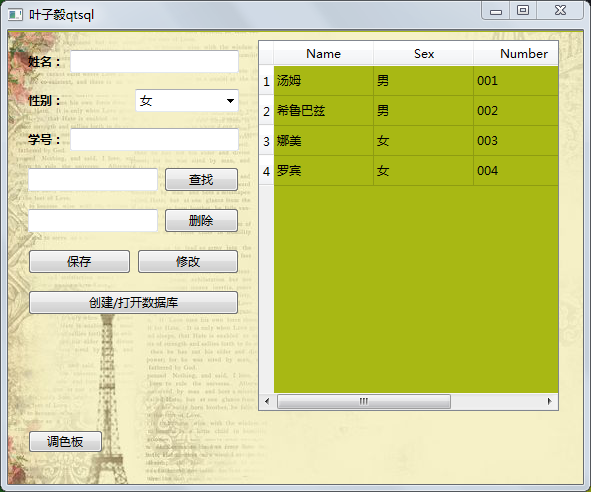 叶子毅qtsql
姓名：
性别： 女
学号：
查找
删除
保存 修改
创建/打开数据库
调色板
Name Sex Number
1 汤姆 男 001
2 希鲁巴兹 男 002
3 娜美 女 003
4 罗宾 女 004